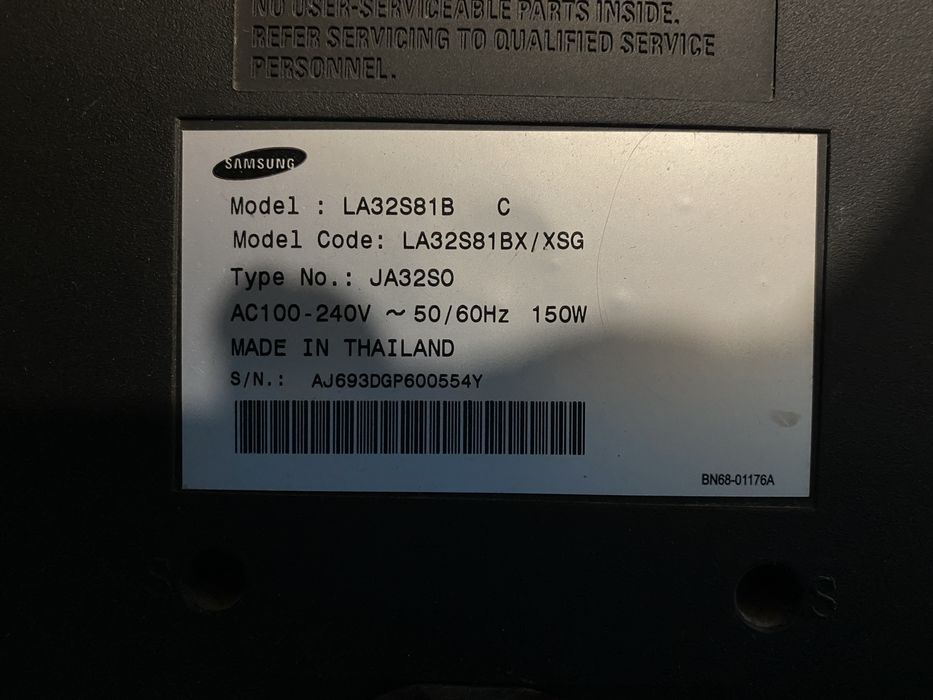 NO USER-SERVICEABLE PARTS INSIDE.
REFER SERVICING TO QUALIFIED SERVICE
PERSONNEL.
SAMSUNG
Model : LA32S81B C
Model Code: LA32S81BX/XSG
Type No.: JA32SO
AC100-240V ~ 50/60Hz 150W
MADE IN THAILAND
S/N.: AJ693DGP600554Y
BN68-01176A
S